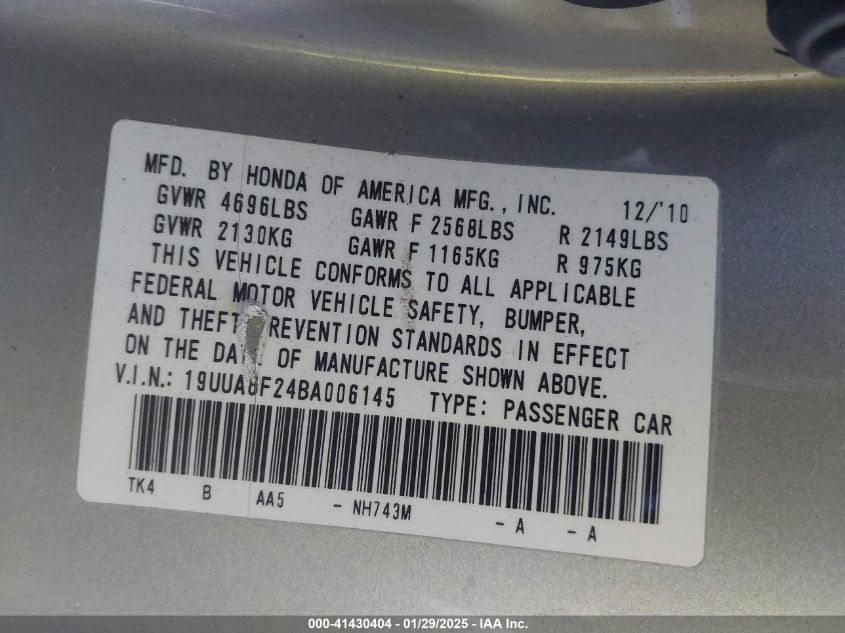 MFD. BY HONDA OF AMERICA MFG., INC. 12/'10
GVWR 4696LBS GAWR F 2568LBS R 2149LBS
GVWR 2130KG GAWR F 1165KG R 975KG
THIS VEHICLE CONFORMS TO ALL APPLICABLE
FEDERAL MOTOR VEHICLE SAFETY, BUMPER,
AND THEFT REVENTION STANDARDS IN EFFECT
ON THE DA OF MANUFACTURE SHOWN ABOVE.
V.I.N.: 19UUA8F24BA006145 TYPE: PASSENGER CAR
TK4 B AA5 - NH743M - A - A
000-41430404 - 01/29/2025 - IAA Inc.